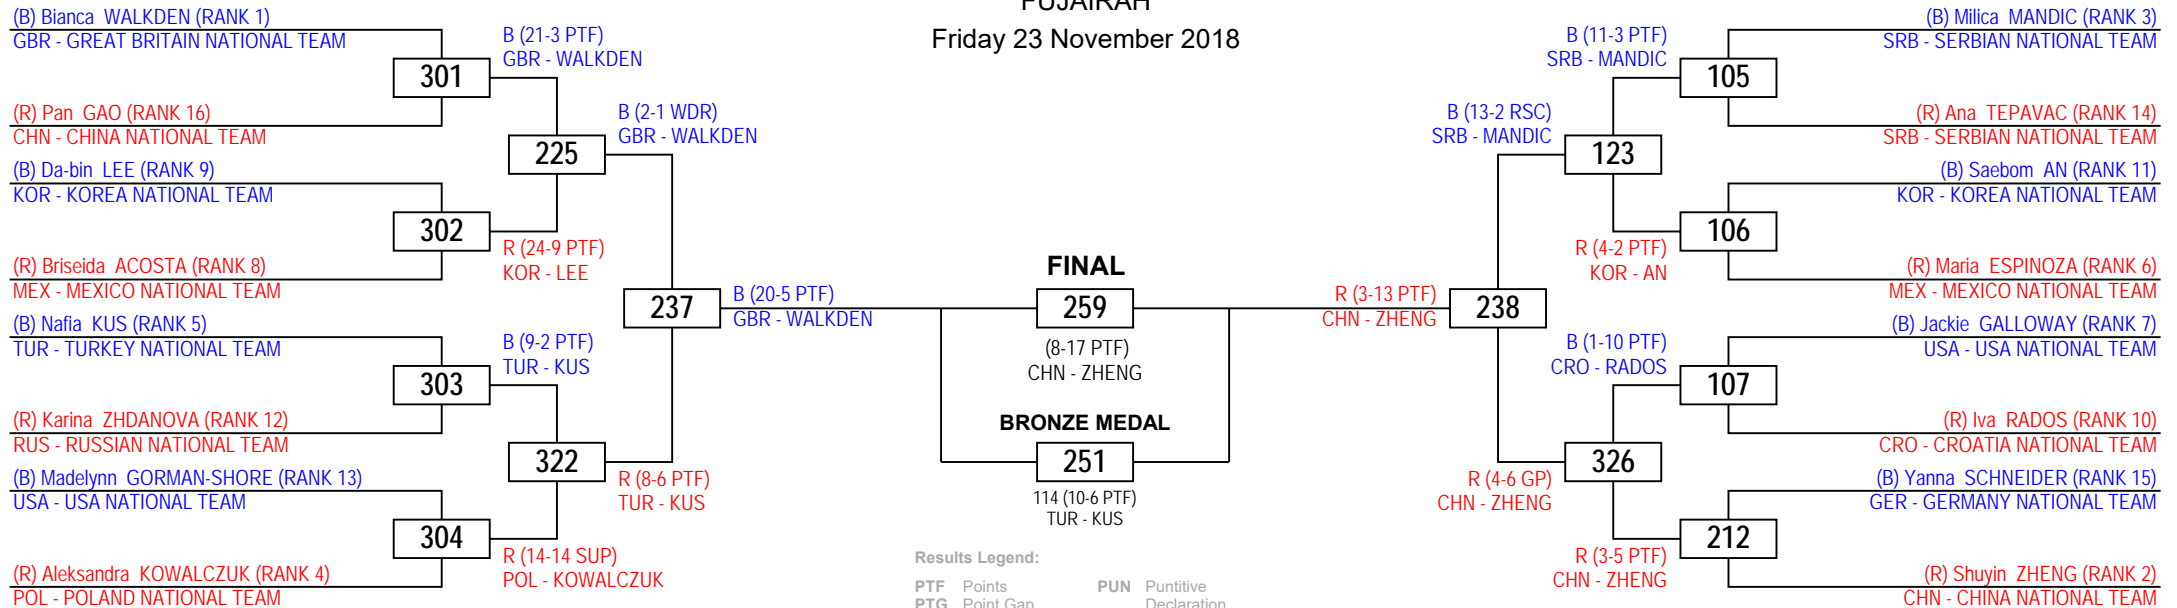 FUJAIRAH
Friday 23 November 2018
(B) Bianca WALKDEN (RANK 1)
GBR - GREAT BRITAIN NATIONAL TEAM
301
(R) Pan GAO (RANK 16)
CHN - CHINA NATIONAL TEAM
(B) Da-bin LEE (RANK 9)
KOR - KOREA NATIONAL TEAM
302
(R) Briseida ACOSTA (RANK 8)
MEX - MEXICO NATIONAL TEAM
(B) Nafia KUS (RANK 5)
TUR - TURKEY NATIONAL TEAM
303
(R) Karina ZHDANOVA (RANK 12)
RUS - RUSSIAN NATIONAL TEAM
(B) Madelynn GORMAN-SHORE (RANK 13)
USA - USA NATIONAL TEAM
304
(R) Aleksandra KOWALCZUK (RANK 4)
POL - POLAND NATIONAL TEAM
B (21-3 PTF)
GBR - WALKDEN
225
R (24-9 PTF)
KOR - LEE
B (9-2 PTF)
TUR - KUS
322
R (14-14 SUP)
POL - KOWALCZUK
B (2-1 WDR)
GBR - WALKDEN
237
R (8-6 PTF)
TUR - KUS
B (20-5 PTF)
GBR - WALKDEN
FINAL
259
(8-17 PTF)
CHN - ZHENG
BRONZE MEDAL
251
114 (10-6 PTF)
TUR - KUS
R (3-13 PTF)
CHN - ZHENG
238
B (13-2 RSC)
SRB - MANDIC
R (4-6 GP)
CHN - ZHENG
B (11-3 PTF)
SRB - MANDIC
123
R (4-2 PTF)
KOR - AN
B (1-10 PTF)
CRO - RADOS
326
R (3-5 PTF)
CHN - ZHENG
(B) Milica MANDIC (RANK 3)
SRB - SERBIAN NATIONAL TEAM
105
(R) Ana TEPAVAC (RANK 14)
SRB - SERBIAN NATIONAL TEAM
(B) Saebom AN (RANK 11)
KOR - KOREA NATIONAL TEAM
106
(R) Maria ESPINOZA (RANK 6)
MEX - MEXICO NATIONAL TEAM
(B) Jackie GALLOWAY (RANK 7)
USA - USA NATIONAL TEAM
107
(R) Iva RADOS (RANK 10)
CRO - CROATIA NATIONAL TEAM
(B) Yanna SCHNEIDER (RANK 15)
GER - GERMANY NATIONAL TEAM
212
(R) Shuyin ZHENG (RANK 2)
CHN - CHINA NATIONAL TEAM
Results Legend:
PTF Points PUN Puntitive
PTG Point Gap Declaration